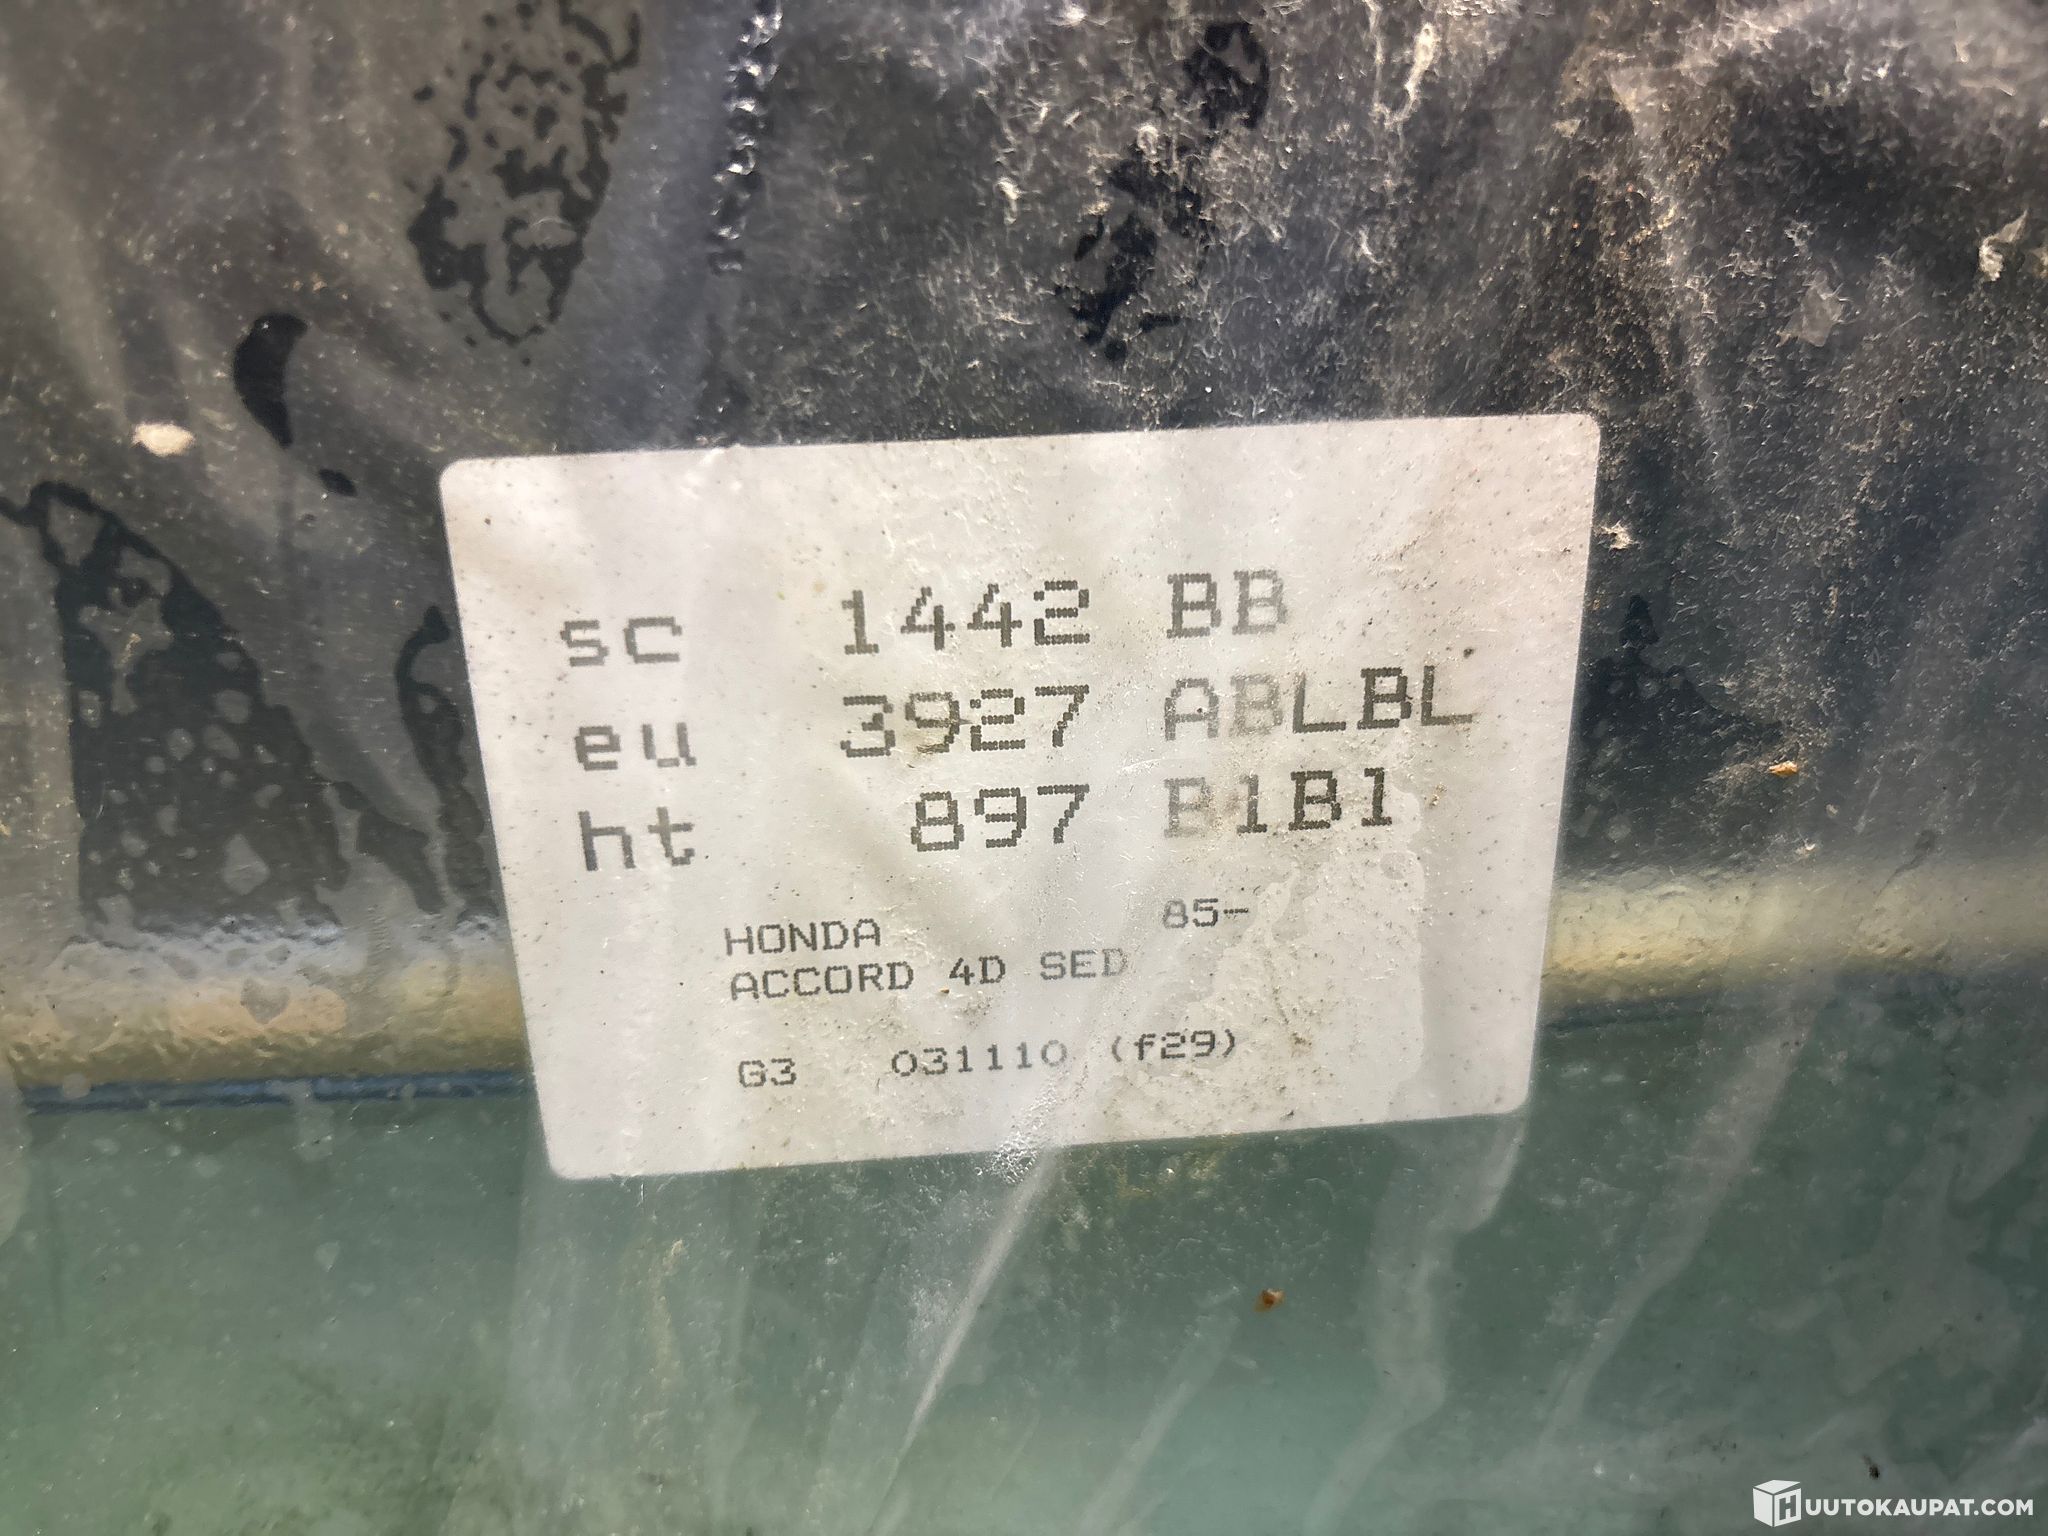 sc 1442 BB
eu 3927 ABLBL
ht 897 B1B1
HONDA 85-
ACCORD 4D SED
G3 031110 (f29)
HUUTOKAUPAT.COM